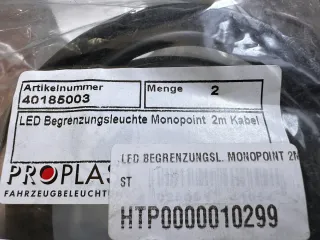 Artikelnummer
40185003
Menge 2
LED Begrenzungsleuchte Monopoint 2m Kabel
PROPLAS
FAHRZEUGBELEUCHT
LED BEGRENZUNGSL. MONOPOINT 2M
ST
HTP0000010299